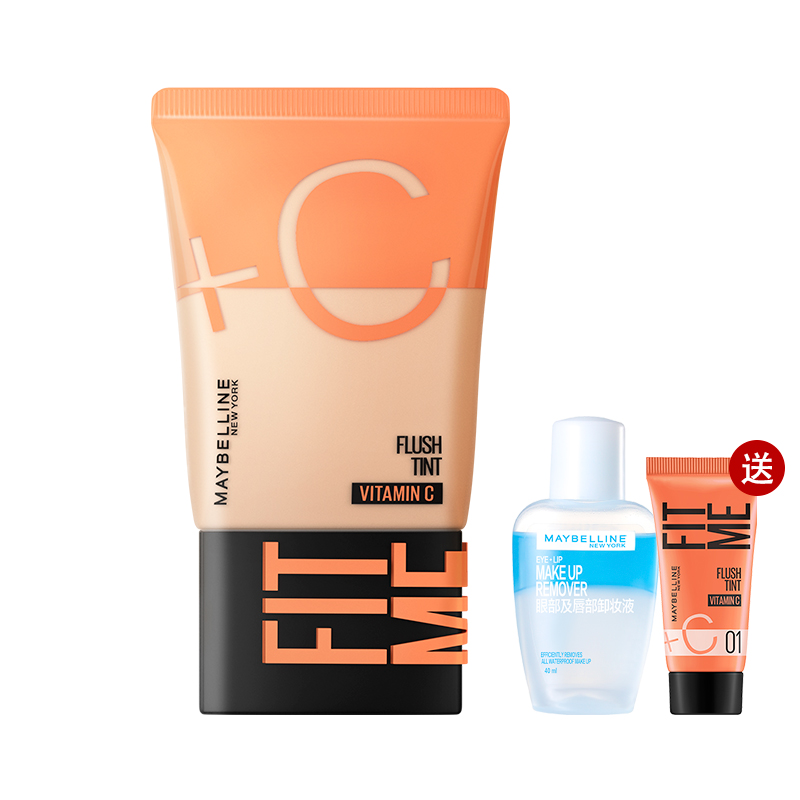 +C
MAYBELLINE
NEW YORK
FLUSH
TINT
VITAMIN C
FIT
ME
MAYBELLINE
NEW YORK
EYE+LIP
MAKE UP
REMOVER
眼部及唇部卸妆液
EFFICIENTLY REMOVES
ALL WATERPROOF MAKE UP
40 ml
送
FIT
ME
MAYBELLINE
NEW YORK
FLUSH
TINT
VITAMIN C
+C 01